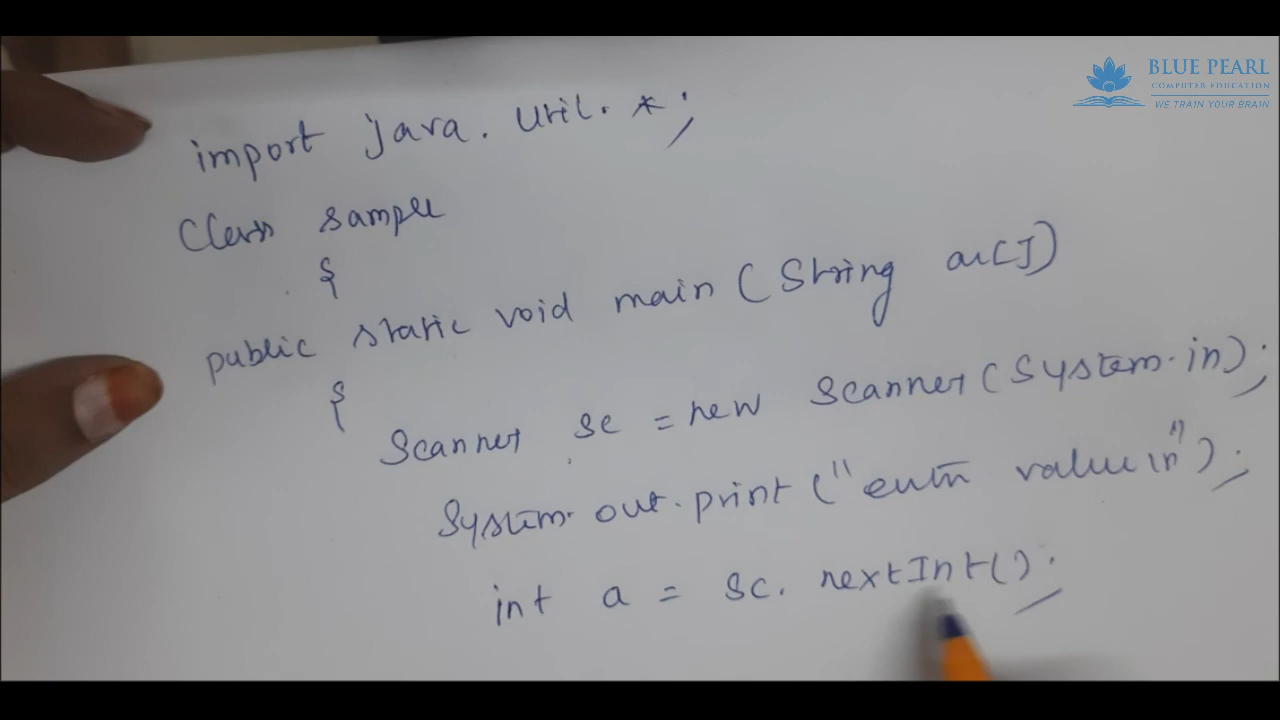 BLUE PEARL
COMPUTER EDUCATION
WE TRAIN YOUR BRAIN
import java.util.*;
Class sample
{
public static void main (String ar[])
{
Scanner sc = new Scanner (System.in);
System.out.print ("enter value in");
int a = sc.nextInt();